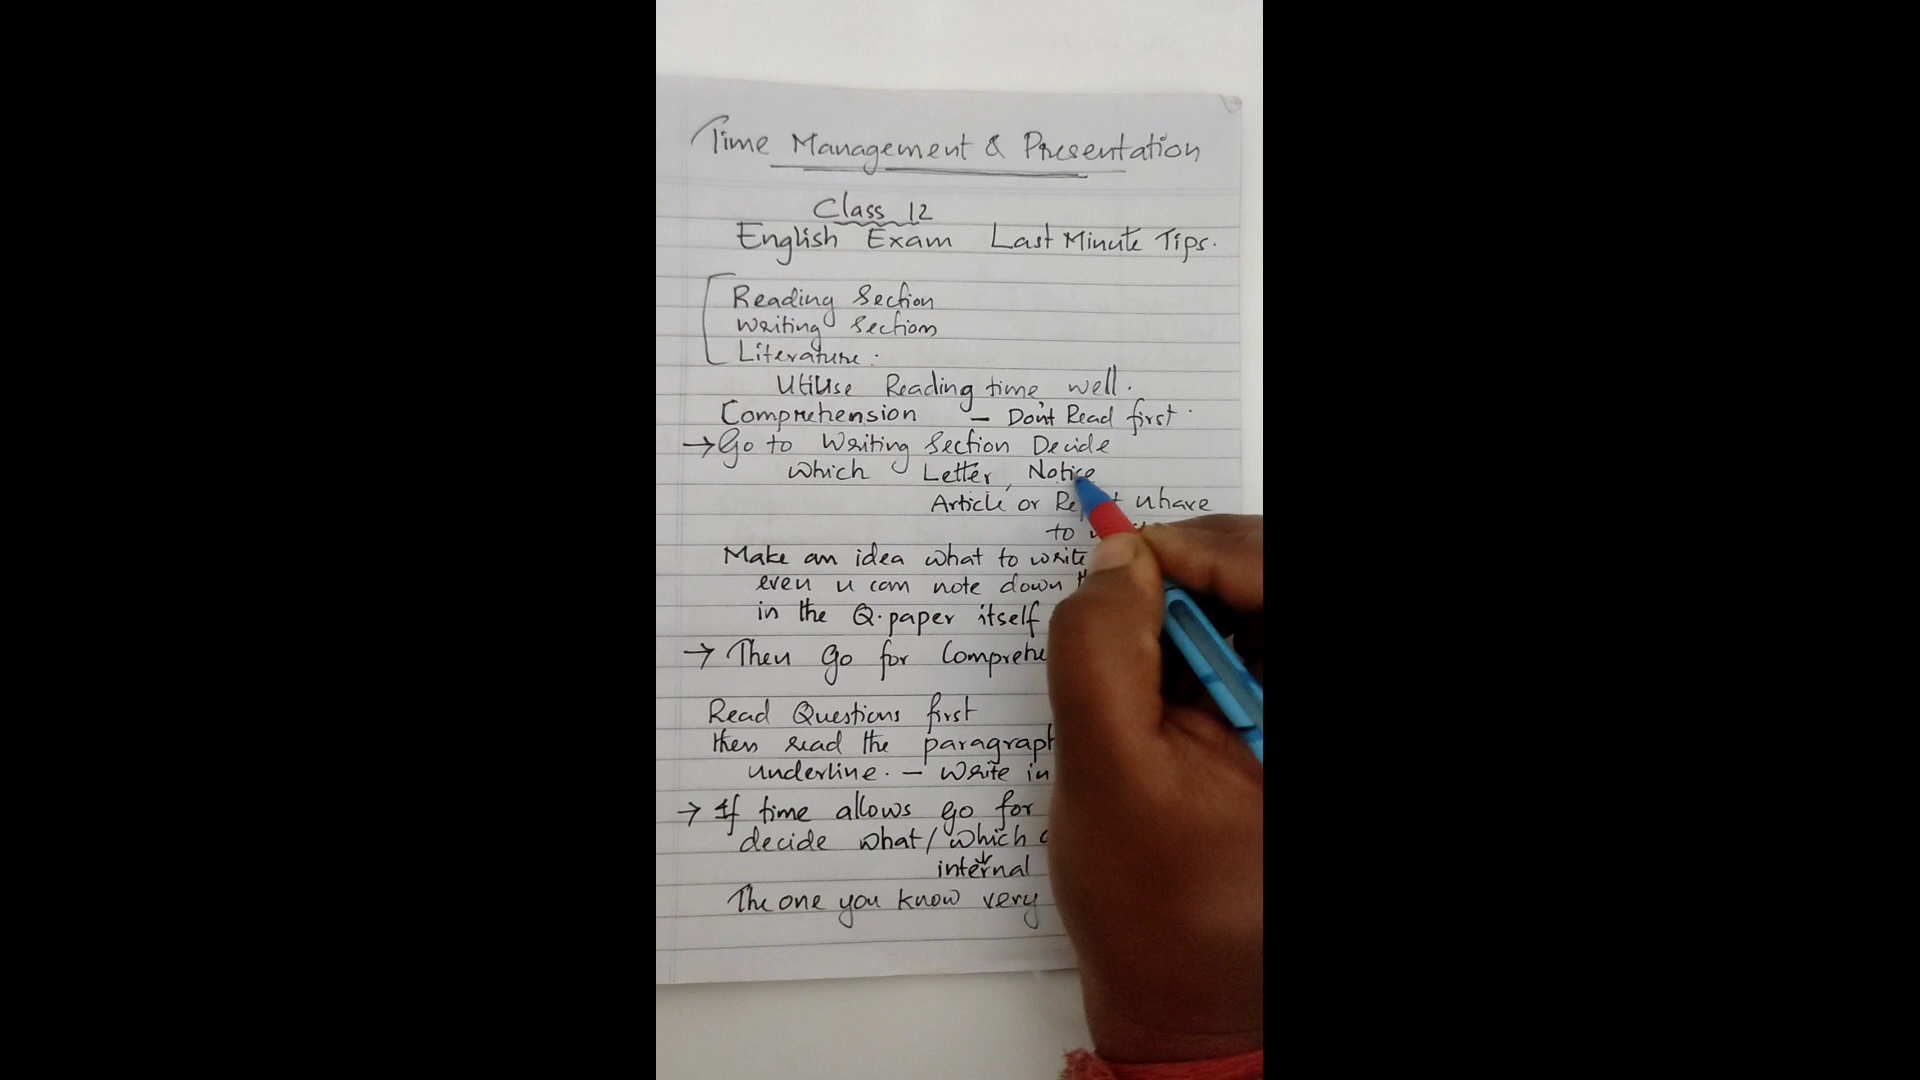 Time Management & Presentation
Class 12
English Exam Last Minute Tips.
Reading Section
Writing Section
Literature.
Utilise Reading time well.
Comprehension - Don't Read first.
→ Go to Writing Section Decide
which Letter, Notice
Article or u have
to
Make an idea what to write
even u can note down
in the Q.paper itself
→ Then go for
Read Questions first
then read the
underline. - Write in
→ If time allows go for
decide what/which
internal
The one you know very